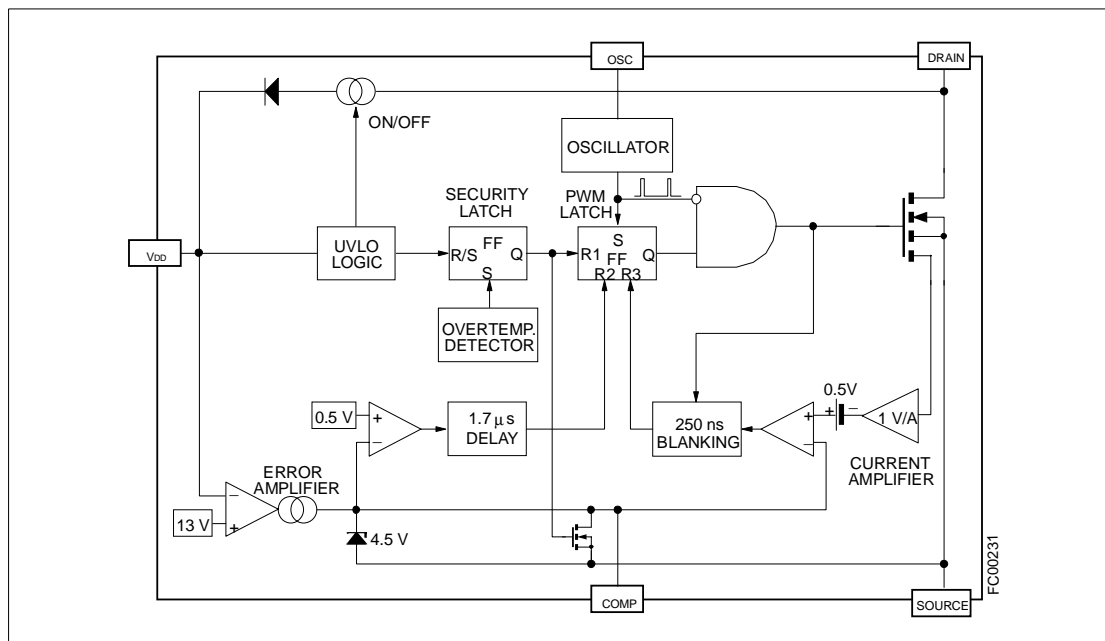 OSC
DRAIN
ON/OFF
OSCILLATOR
SECURITY
LATCH
PWM
LATCH
VDD
UVLO
LOGIC
R/S
FF
Q
S
R1
S
FF
Q
R2 R3
OVERTEMP.
DETECTOR
0.5 V
+
−
1.7 μs
DELAY
250 ns
BLANKING
+
−
0.5V
+
−
1 V/A
CURRENT
AMPLIFIER
ERROR
AMPLIFIER
−
+
13 V
4.5 V
COMP
SOURCE
FC00231